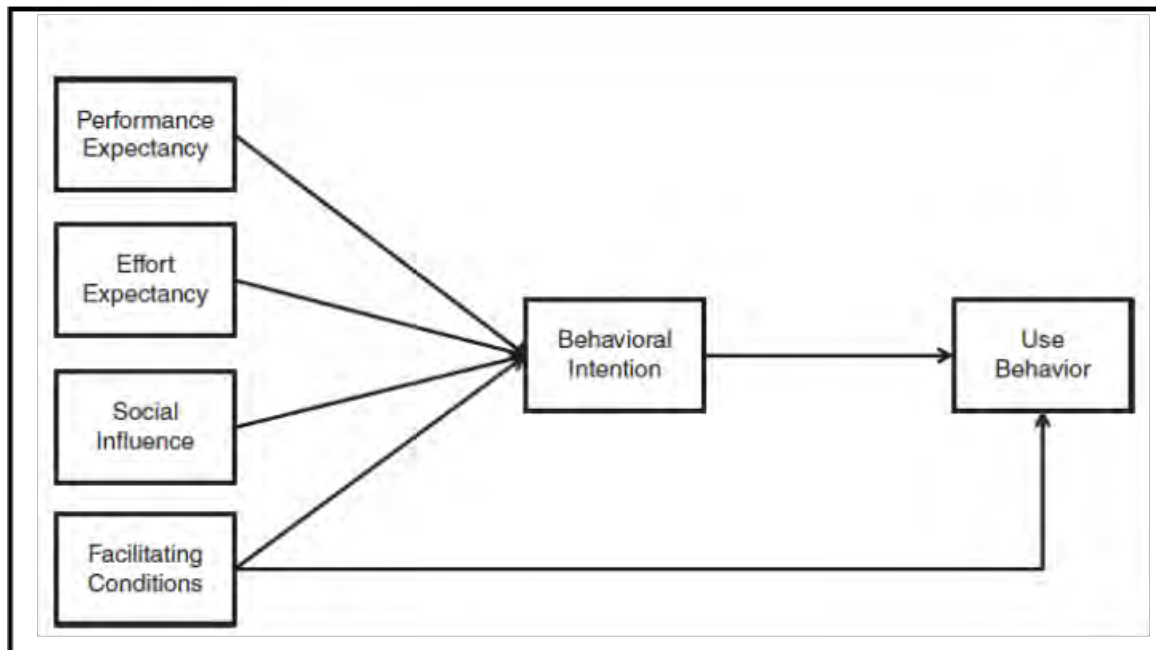 Performance
Expectancy
Effort
Expectancy
Social
Influence
Facilitating
Conditions
Behavioral
Intention
Use
Behavior